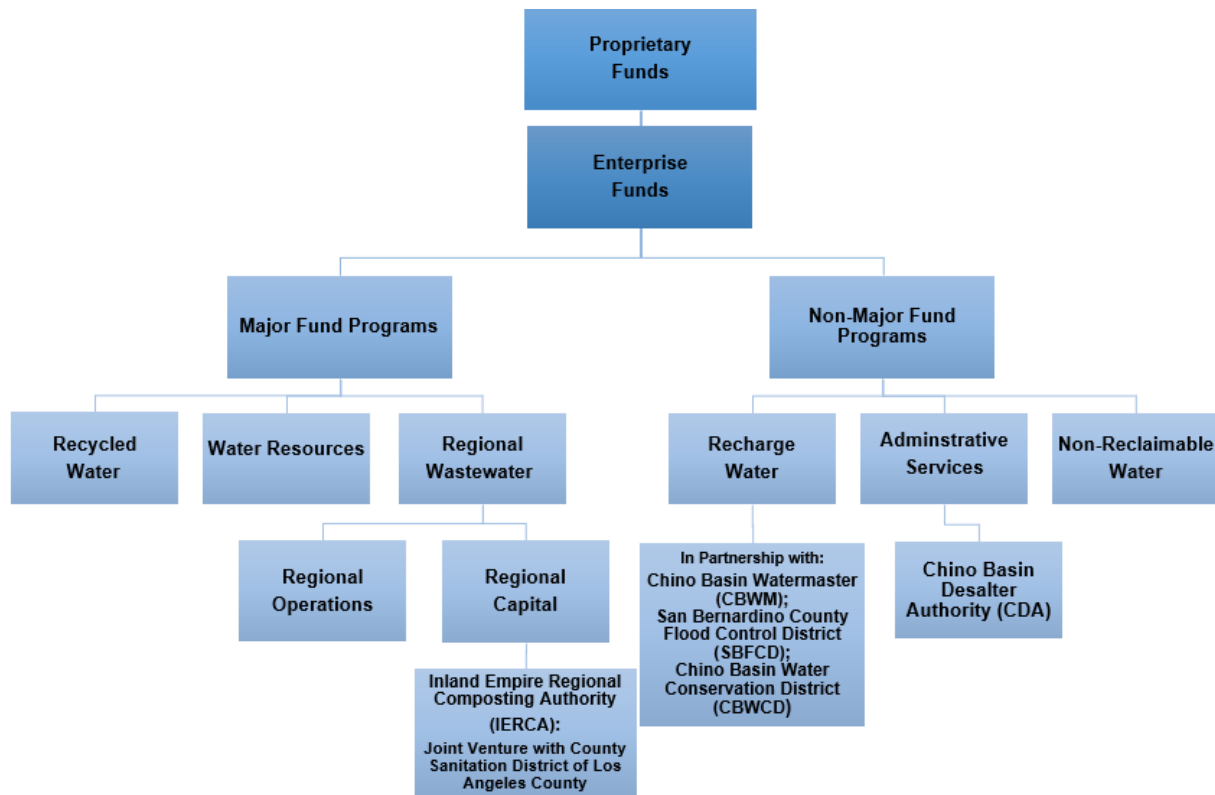 Proprietary
Funds
Enterprise
Funds
Major Fund Programs
Non-Major Fund
Programs
Recycled
Water
Water Resources
Regional
Wastewater
Recharge
Water
Adminstrative
Services
Non-Reclaimable
Water
Regional
Operations
Regional
Capital
In Partnership with:
Chino Basin Watermaster
(CBWM);
San Bernardino County
Flood Control District
(SBFCD);
Chino Basin Water
Conservation District
(CBWCD)
Chino Basin
Desalter
Authority (CDA)
Inland Empire Regional
Composting Authority
(IERCA):
Joint Venture with County
Sanitation District of Los
Angeles County